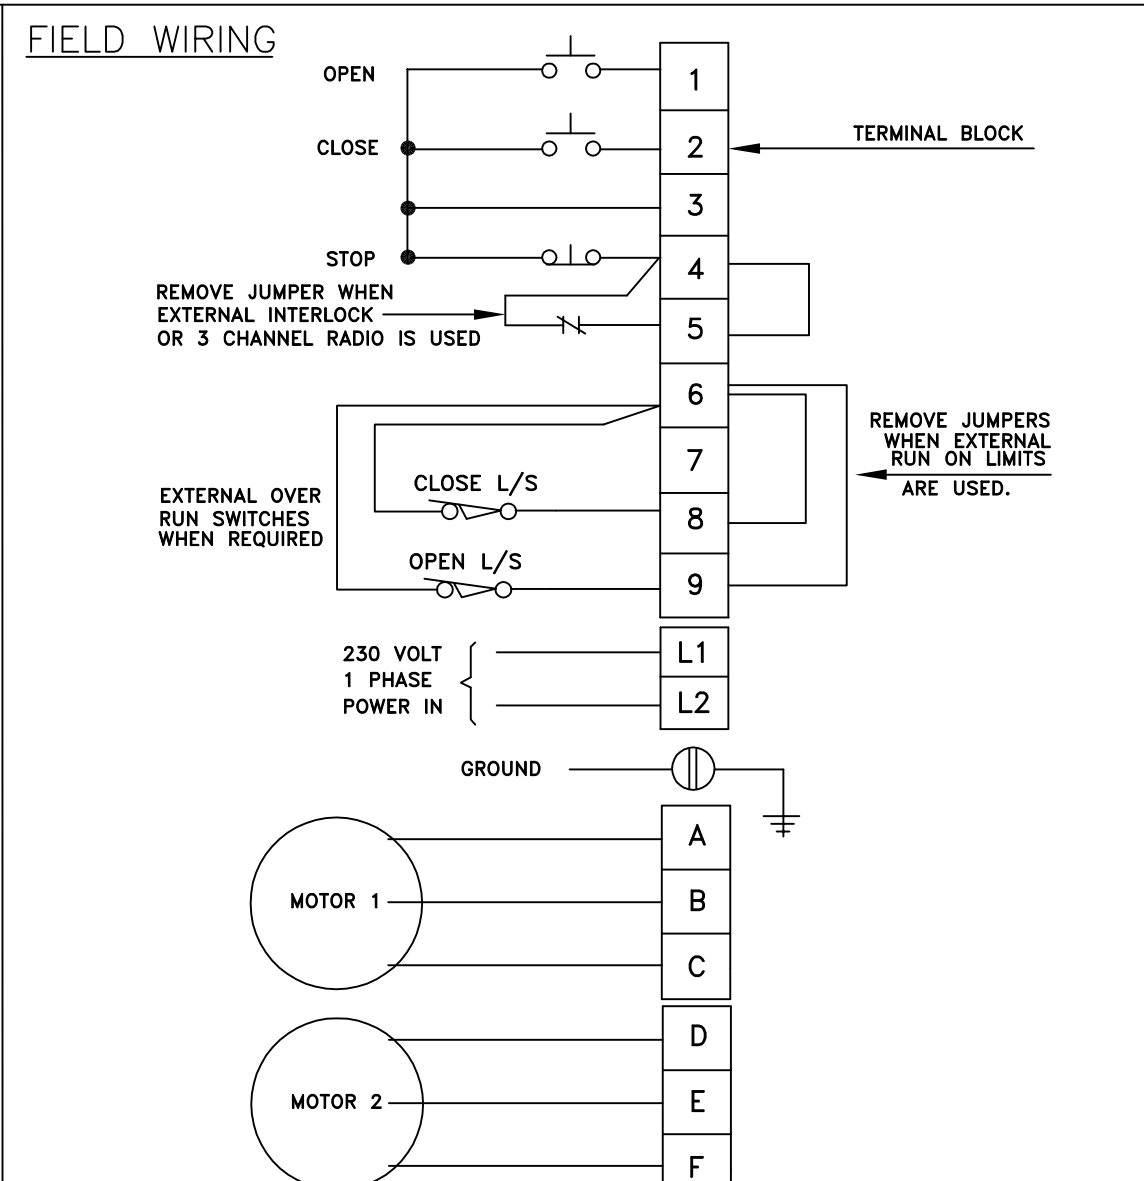 FIELD WIRING
OPEN
1
CLOSE
2
TERMINAL BLOCK
3
STOP
4
REMOVE JUMPER WHEN
EXTERNAL INTERLOCK
OR 3 CHANNEL RADIO IS USED
5
6
REMOVE JUMPERS
WHEN EXTERNAL
RUN ON LIMITS
ARE USED.
7
CLOSE L/S
EXTERNAL OVER
RUN SWITCHES
WHEN REQUIRED
8
OPEN L/S
9
230 VOLT
1 PHASE
POWER IN
L1
L2
GROUND
A
MOTOR 1
B
C
D
MOTOR 2
E
F